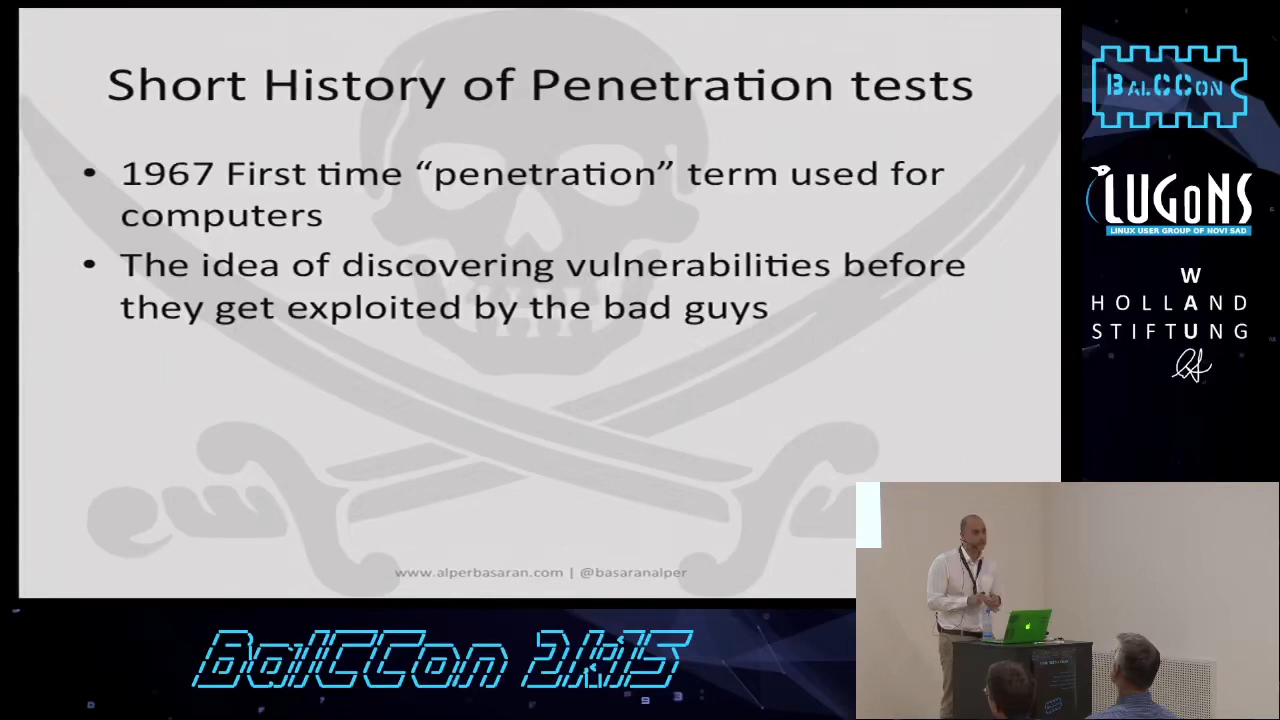 Short History of Penetration tests
• 1967 First time “penetration” term used for
computers
• The idea of discovering vulnerabilities before
they get exploited by the bad guys
www.alperbasaran.com | @basaranalper
BALCCON
LUGoNS
LINUX USER GROUP OF NOVI SAD
W
HOLLAND
A
STIFTUNG
U
BalCCon 2k15